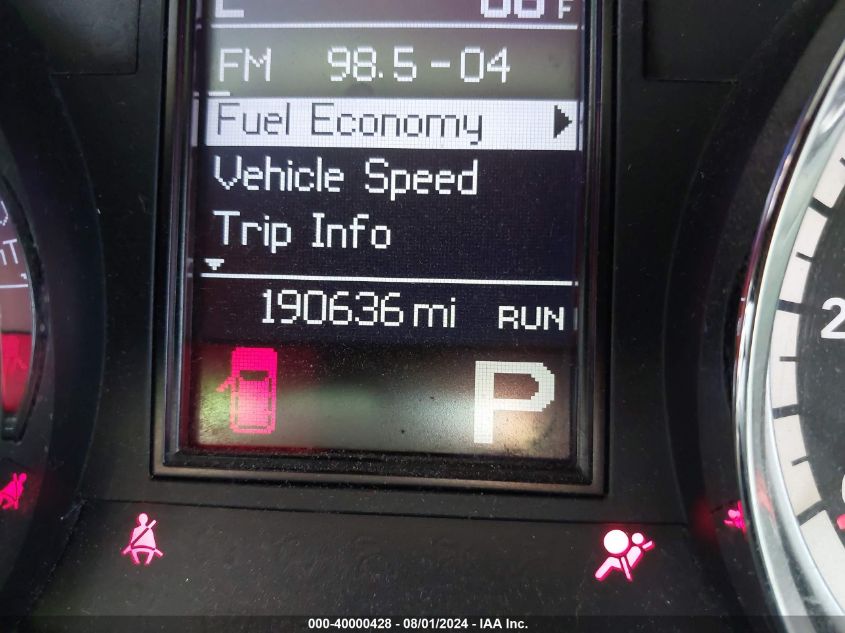 FM 98.5-04
Fuel Economy
Vehicle Speed
Trip Info
190636 mi RUN
P
2
000-40000428 - 08/01/2024 - IAA Inc.